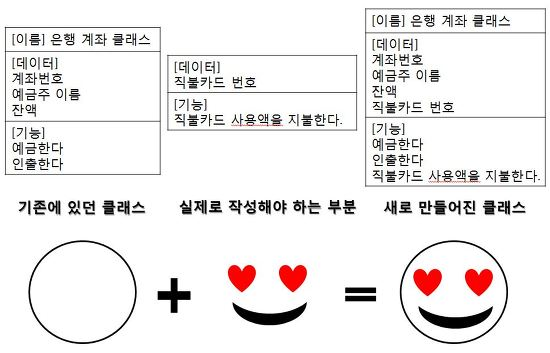 [이름] 은행 계좌 클래스
[데이터]
계좌번호
예금주 이름
잔액
[기능]
예금한다
인출한다
[데이터]
직불카드 번호
[기능]
직불카드 사용액을 지불한다.
[이름] 은행 계좌 클래스
[데이터]
계좌번호
예금주 이름
잔액
직불카드 번호
[기능]
예금한다
인출한다
직불카드 사용액을 지불한다.
기존에 있던 클래스
실제로 작성해야 하는 부분
새로 만들어진 클래스
+
=